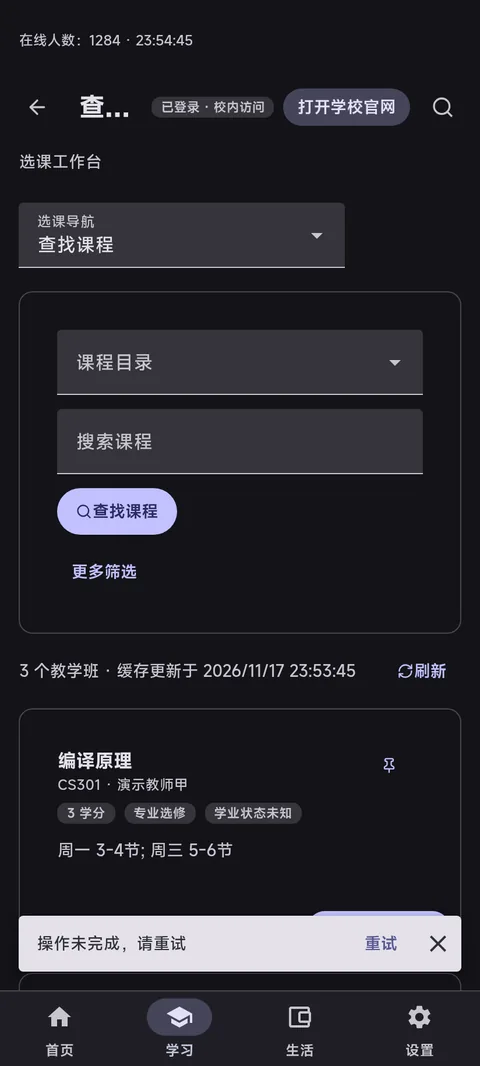 在线人数：1284 · 23:54:45
查...
已登录 · 校内访问
打开学校官网
选课工作台
选课导航
查找课程
课程目录
搜索课程
查找课程
更多筛选
3 个教学班 · 缓存更新于 2026/11/17 23:53:45
刷新
编译原理
CS301 · 演示教师甲
3 学分
专业选修
学业状态未知
周一 3-4节; 周三 5-6节
操作未完成，请重试
重试
首页
学习
生活
设置